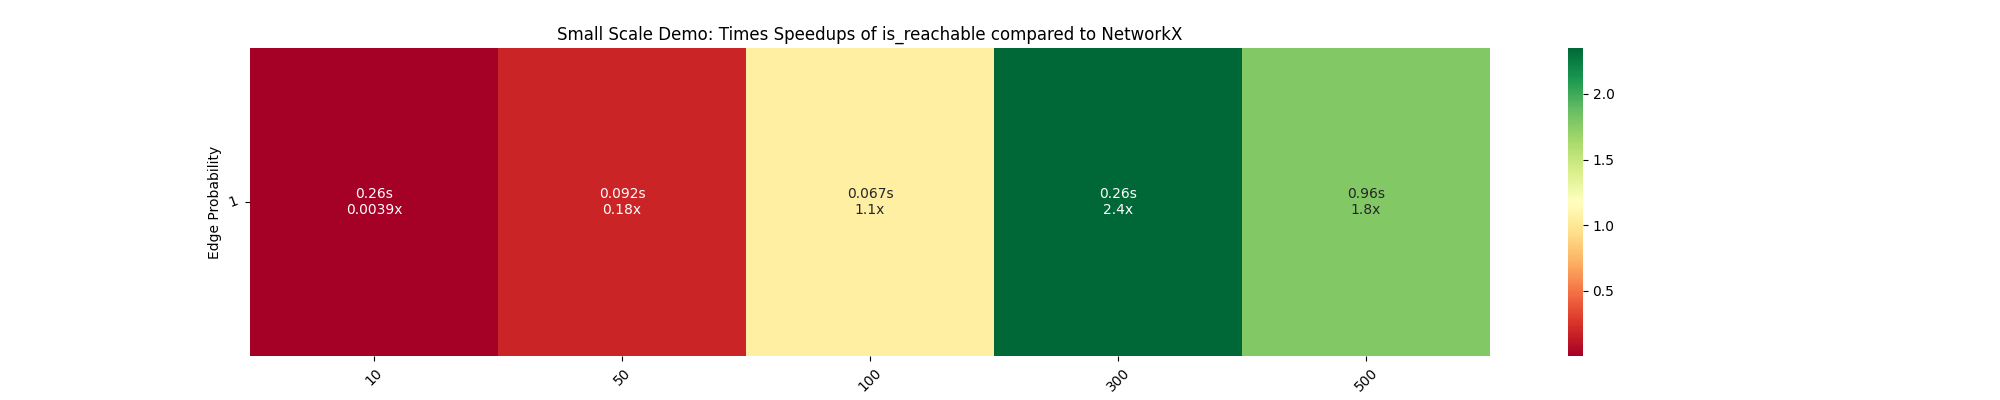 Small Scale Demo: Times Speedups of is_reachable compared to NetworkX
Edge Probability
1
0.26s
0.0039x
0.092s
0.18x
0.067s
1.1x
0.26s
2.4x
0.96s
1.8x
10
50
100
300
500
2.0
1.5
1.0
0.5